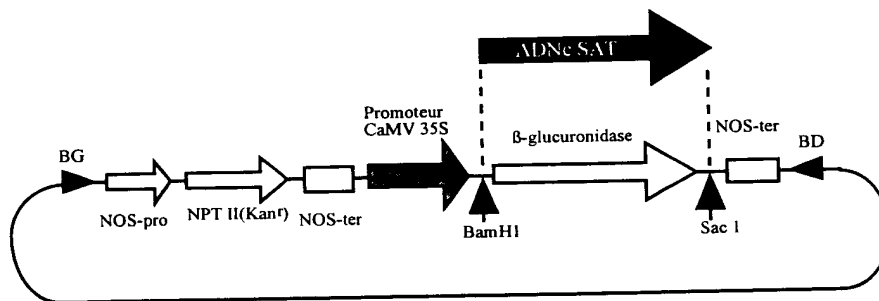 ADNc SAT
Promoteur
CaMV 35S
ß-glucuronidase
NOS-ter
BG
BD
NOS-pro
NPT II(Kanr)
NOS-ter
BamH1
Sac 1